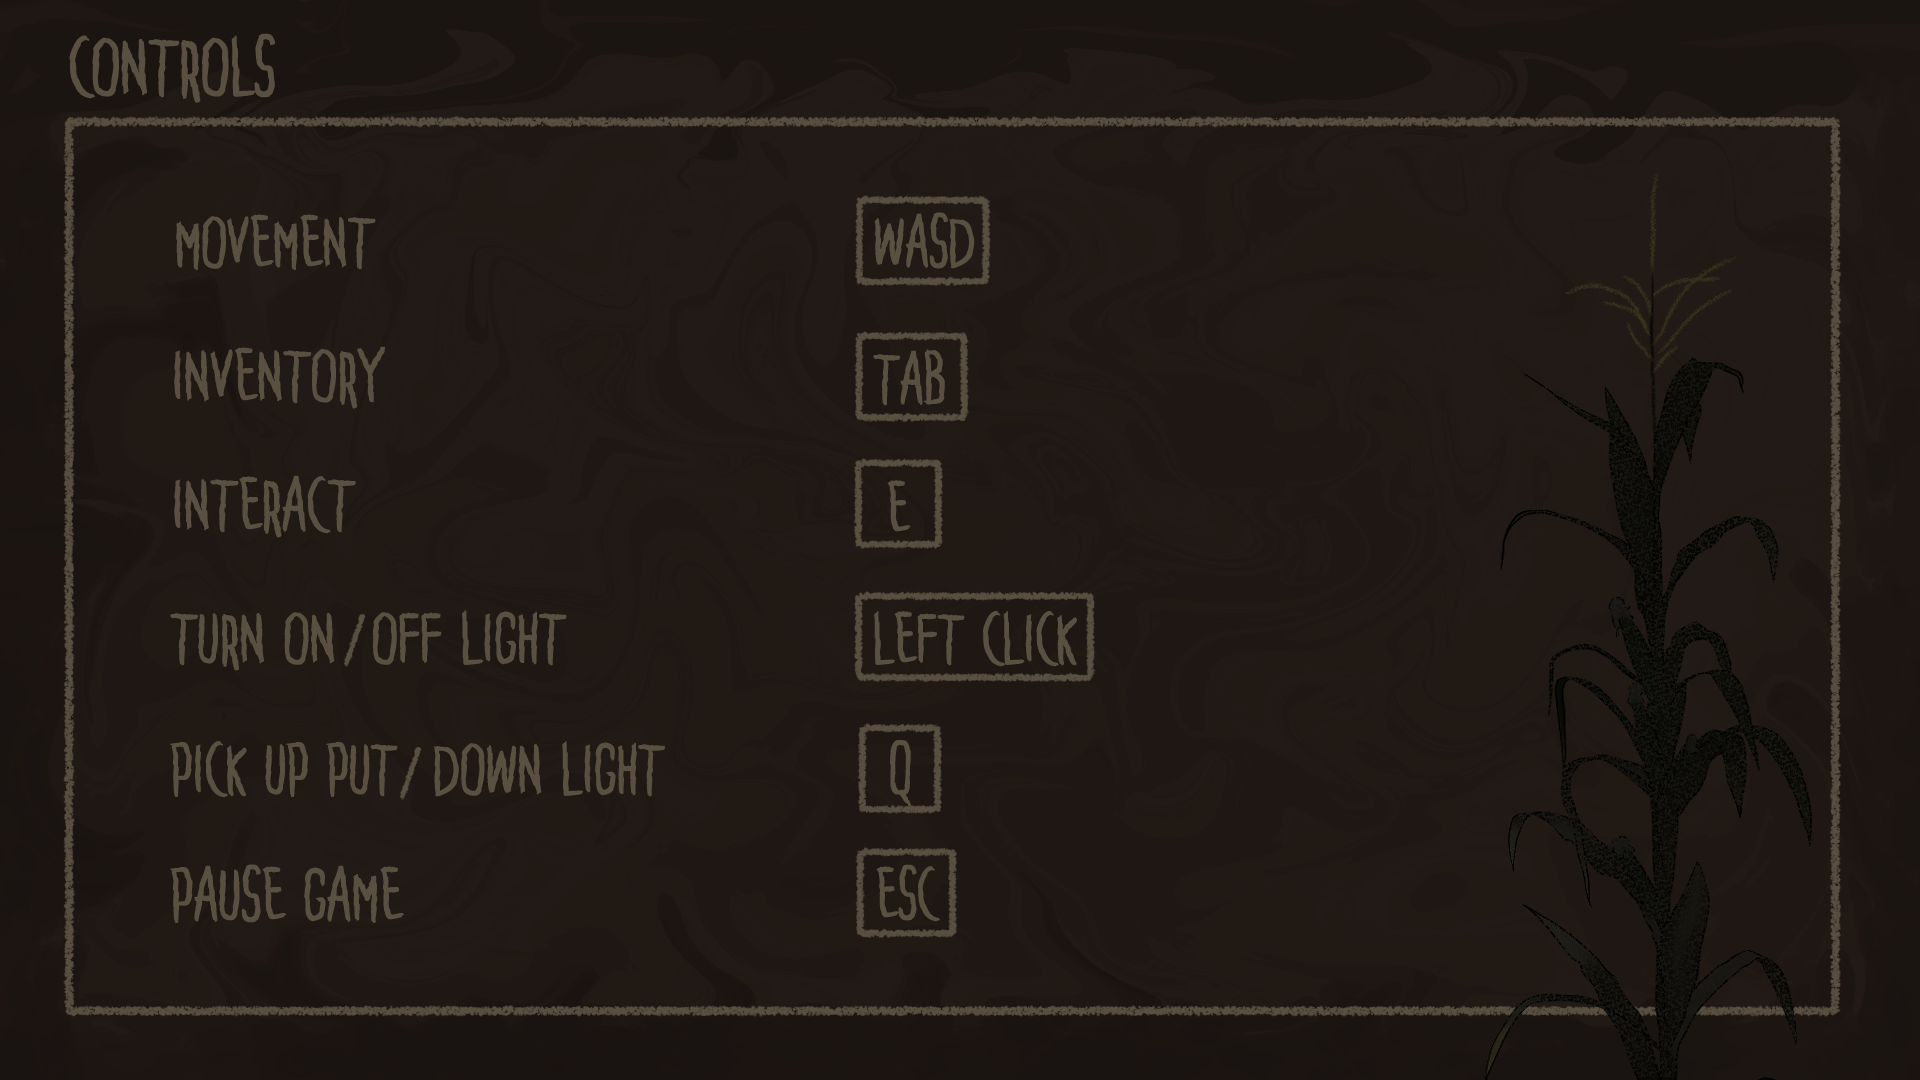 CONTROLS
MOVEMENT WASD
INVENTORY TAB
INTERACT E
TURN ON/OFF LIGHT LEFT CLICK
PICK UP PUT/DOWN LIGHT Q
PAUSE GAME ESC